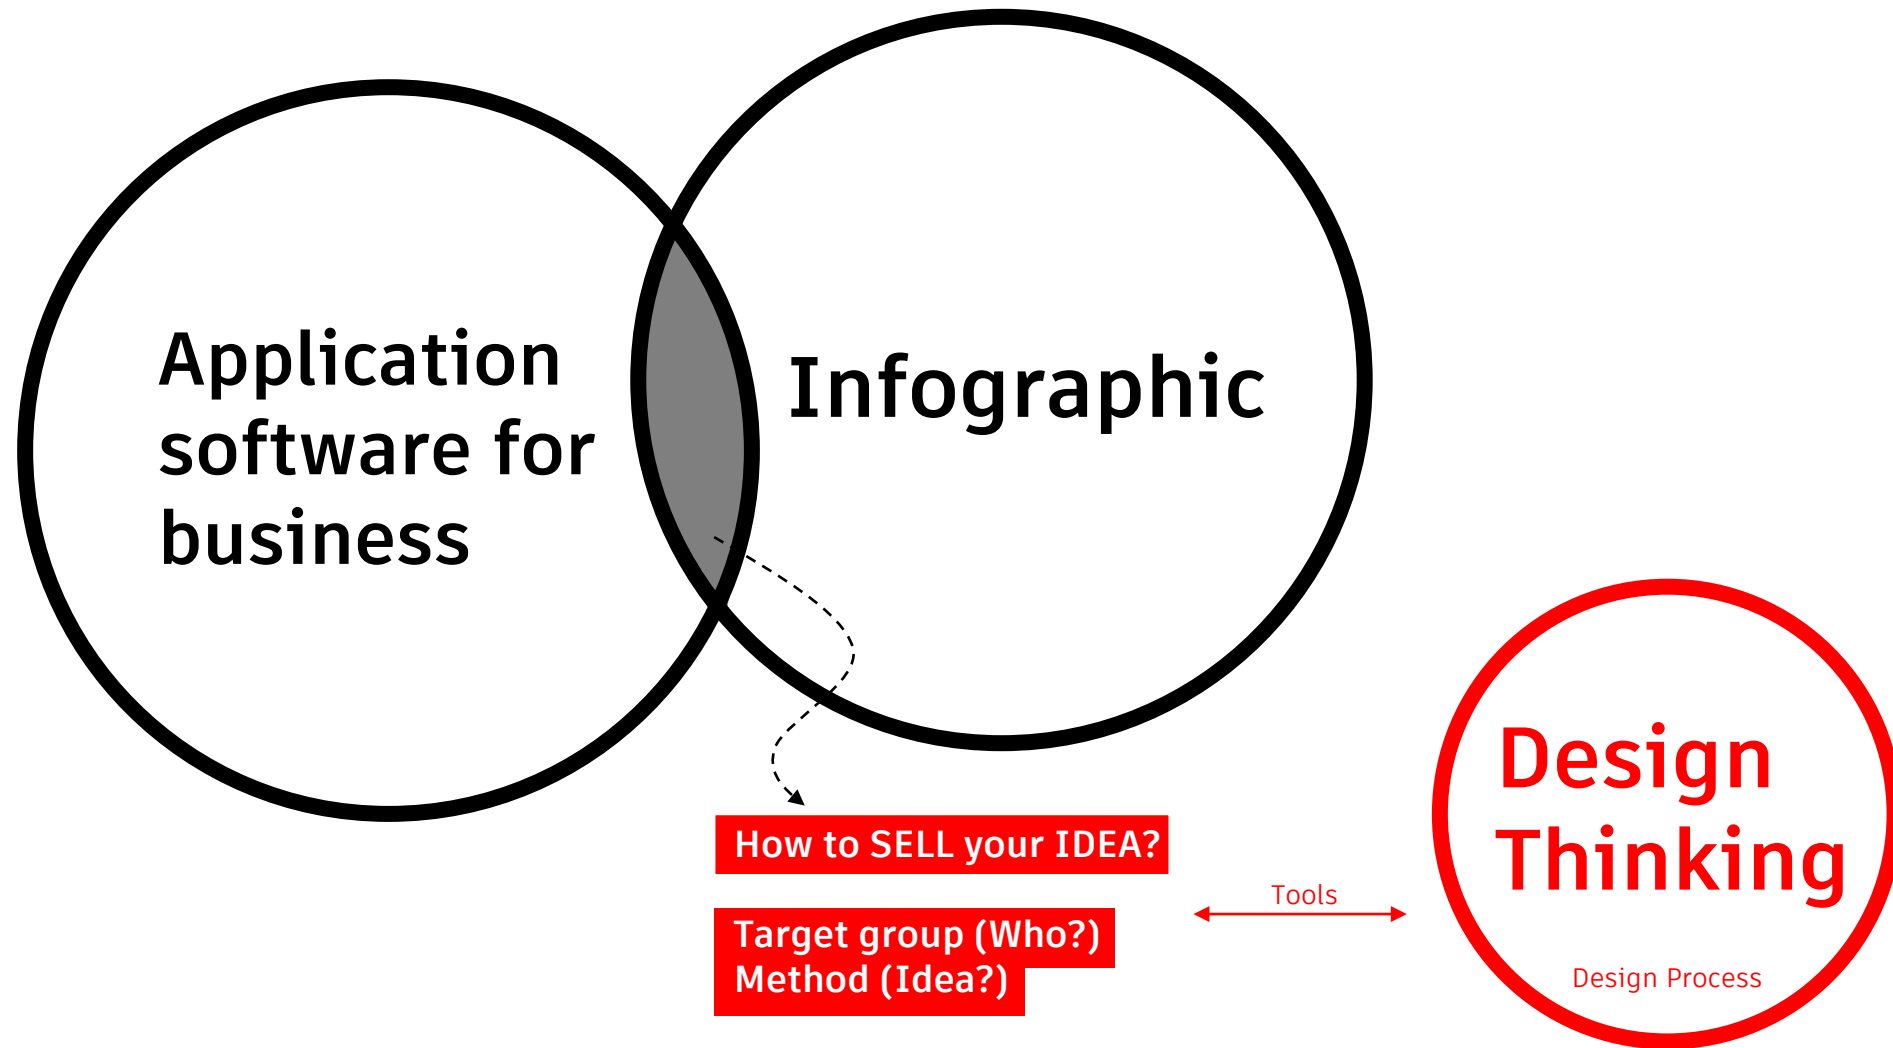 Application
software for
business
Infographic
How to SELL your IDEA?
Target group (Who?)
Method (Idea?)
Tools
Design
Thinking
Design Process